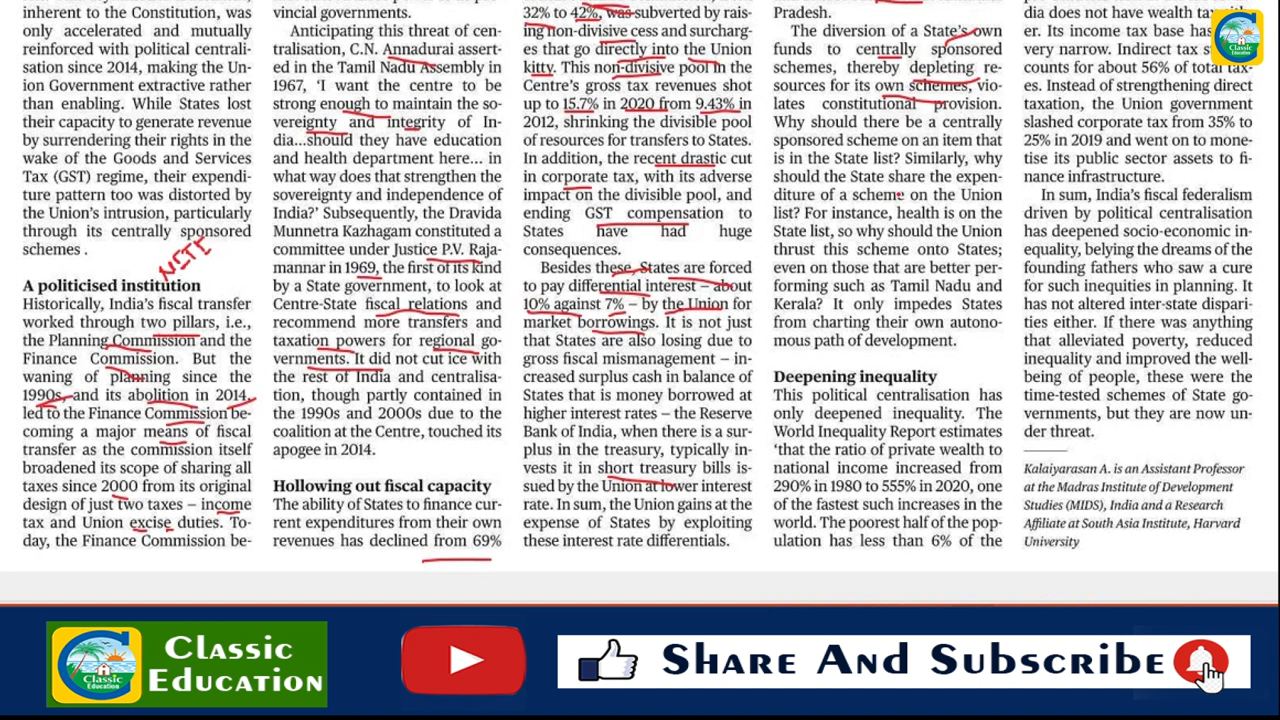 inherent to the Constitution, was
only accelerated and mutually
reinforced with political centrali-
sation since 2014, making the Un-
ion Government extractive rather
than enabling. While States lost
their capacity to generate revenue
by surrendering their rights in the
wake of the Goods and Services
Tax (GST) regime, their expendi-
ture pattern too was distorted by
the Union's intrusion, particularly
through its centrally sponsored
schemes .
NITI
A politicised institution
Historically, India's fiscal transfer
worked through two pillars, i.e.,
the Planning Commission and the
Finance Commission. But the
waning of planning since the
1990s, and its abolition in 2014,
led to the Finance Commission be-
coming a major means of fiscal
transfer as the commission itself
broadened its scope of sharing all
taxes since 2000 from its original
design of just two taxes – income
tax and Union excise duties. To-
day, the Finance Commission be-
vincial governments.
Anticipating this threat of cen-
tralisation, C.N. Annadurai assert-
ed in the Tamil Nadu Assembly in
1967, 'I want the centre to be
strong enough to maintain the so-
vereignty and integrity of In-
dia...should they have education
and health department here... in
what way does that strengthen the
sovereignty and independence of
India?' Subsequently, the Dravida
Munnetra Kazhagam constituted a
committee under Justice P.V. Raja-
mannar in 1969, the first of its kind
by a State government, to look at
Centre-State fiscal relations and
recommend more transfers and
taxation powers for regional go-
vernments. It did not cut ice with
the rest of India and centralisa-
tion, though partly contained in
the 1990s and 2000s due to the
coalition at the Centre, touched its
apogee in 2014.
Hollowing out fiscal capacity
The ability of States to finance cur-
rent expenditures from their own
revenues has declined from 69%
32% to 42%, was subverted by rais-
ing non-divisive cess and surcharg-
es that go directly into the Union
kitty. This non-divisive pool in the
Centre's gross tax revenues shot
up to 15.7% in 2020 from 9.43% in
2012, shrinking the divisible pool
of resources for transfers to States.
In addition, the recent drastic cut
in corporate tax, with its adverse
impact on the divisible pool, and
ending GST compensation to
States have had huge
consequences.
Besides these, States are forced
to pay differential interest – about
10% against 7% – by the Union for
market borrowings. It is not just
that States are also losing due to
gross fiscal mismanagement – in-
creased surplus cash in balance of
States that is money borrowed at
higher interest rates – the Reserve
Bank of India, when there is a sur-
plus in the treasury, typically in-
vests it in short treasury bills is-
sued by the Union at lower interest
rate. In sum, the Union gains at the
expense of States by exploiting
these interest rate differentials.
Pradesh.
The diversion of a State's own
funds to centrally sponsored
schemes, thereby depleting re-
sources for its own schemes, vio-
lates constitutional provision.
Why should there be a centrally
sponsored scheme on an item that
is in the State list? Similarly, why
should the State share the expen-
diture of a scheme on the Union
list? For instance, health is on the
State list, so why should the Union
thrust this scheme onto States;
even on those that are better per-
forming such as Tamil Nadu and
Kerala? It only impedes States
from charting their own autono-
mous path of development.
Deepening inequality
This political centralisation has
only deepened inequality. The
World Inequality Report estimates
'that the ratio of private wealth to
national income increased from
290% in 1980 to 555% in 2020, one
of the fastest such increases in the
world. The poorest half of the pop-
ulation has less than 6% of the
dia does not have wealth tax
er. Its income tax base has
very narrow. Indirect tax
counts for about 56% of total tax-
es. Instead of strengthening direct
taxation, the Union government
slashed corporate tax from 35% to
25% in 2019 and went on to mone-
tise its public sector assets to fi-
nance infrastructure.
In sum, India's fiscal federalism
driven by political centralisation
has deepened socio-economic in-
equality, belying the dreams of the
founding fathers who saw a cure
for such inequities in planning. It
has not altered inter-state dispari-
ties either. If there was anything
that alleviated poverty, reduced
inequality and improved the well-
being of people, these were the
time-tested schemes of State go-
vernments, but they are now un-
der threat.
Kalaiyarasan A. is an Assistant Professor
at the Madras Institute of Development
Studies (MIDS), India and a Research
Affiliate at South Asia Institute, Harvard
University
Classic
Education
Classic
Education
Classic
Education
Share And Subscribe